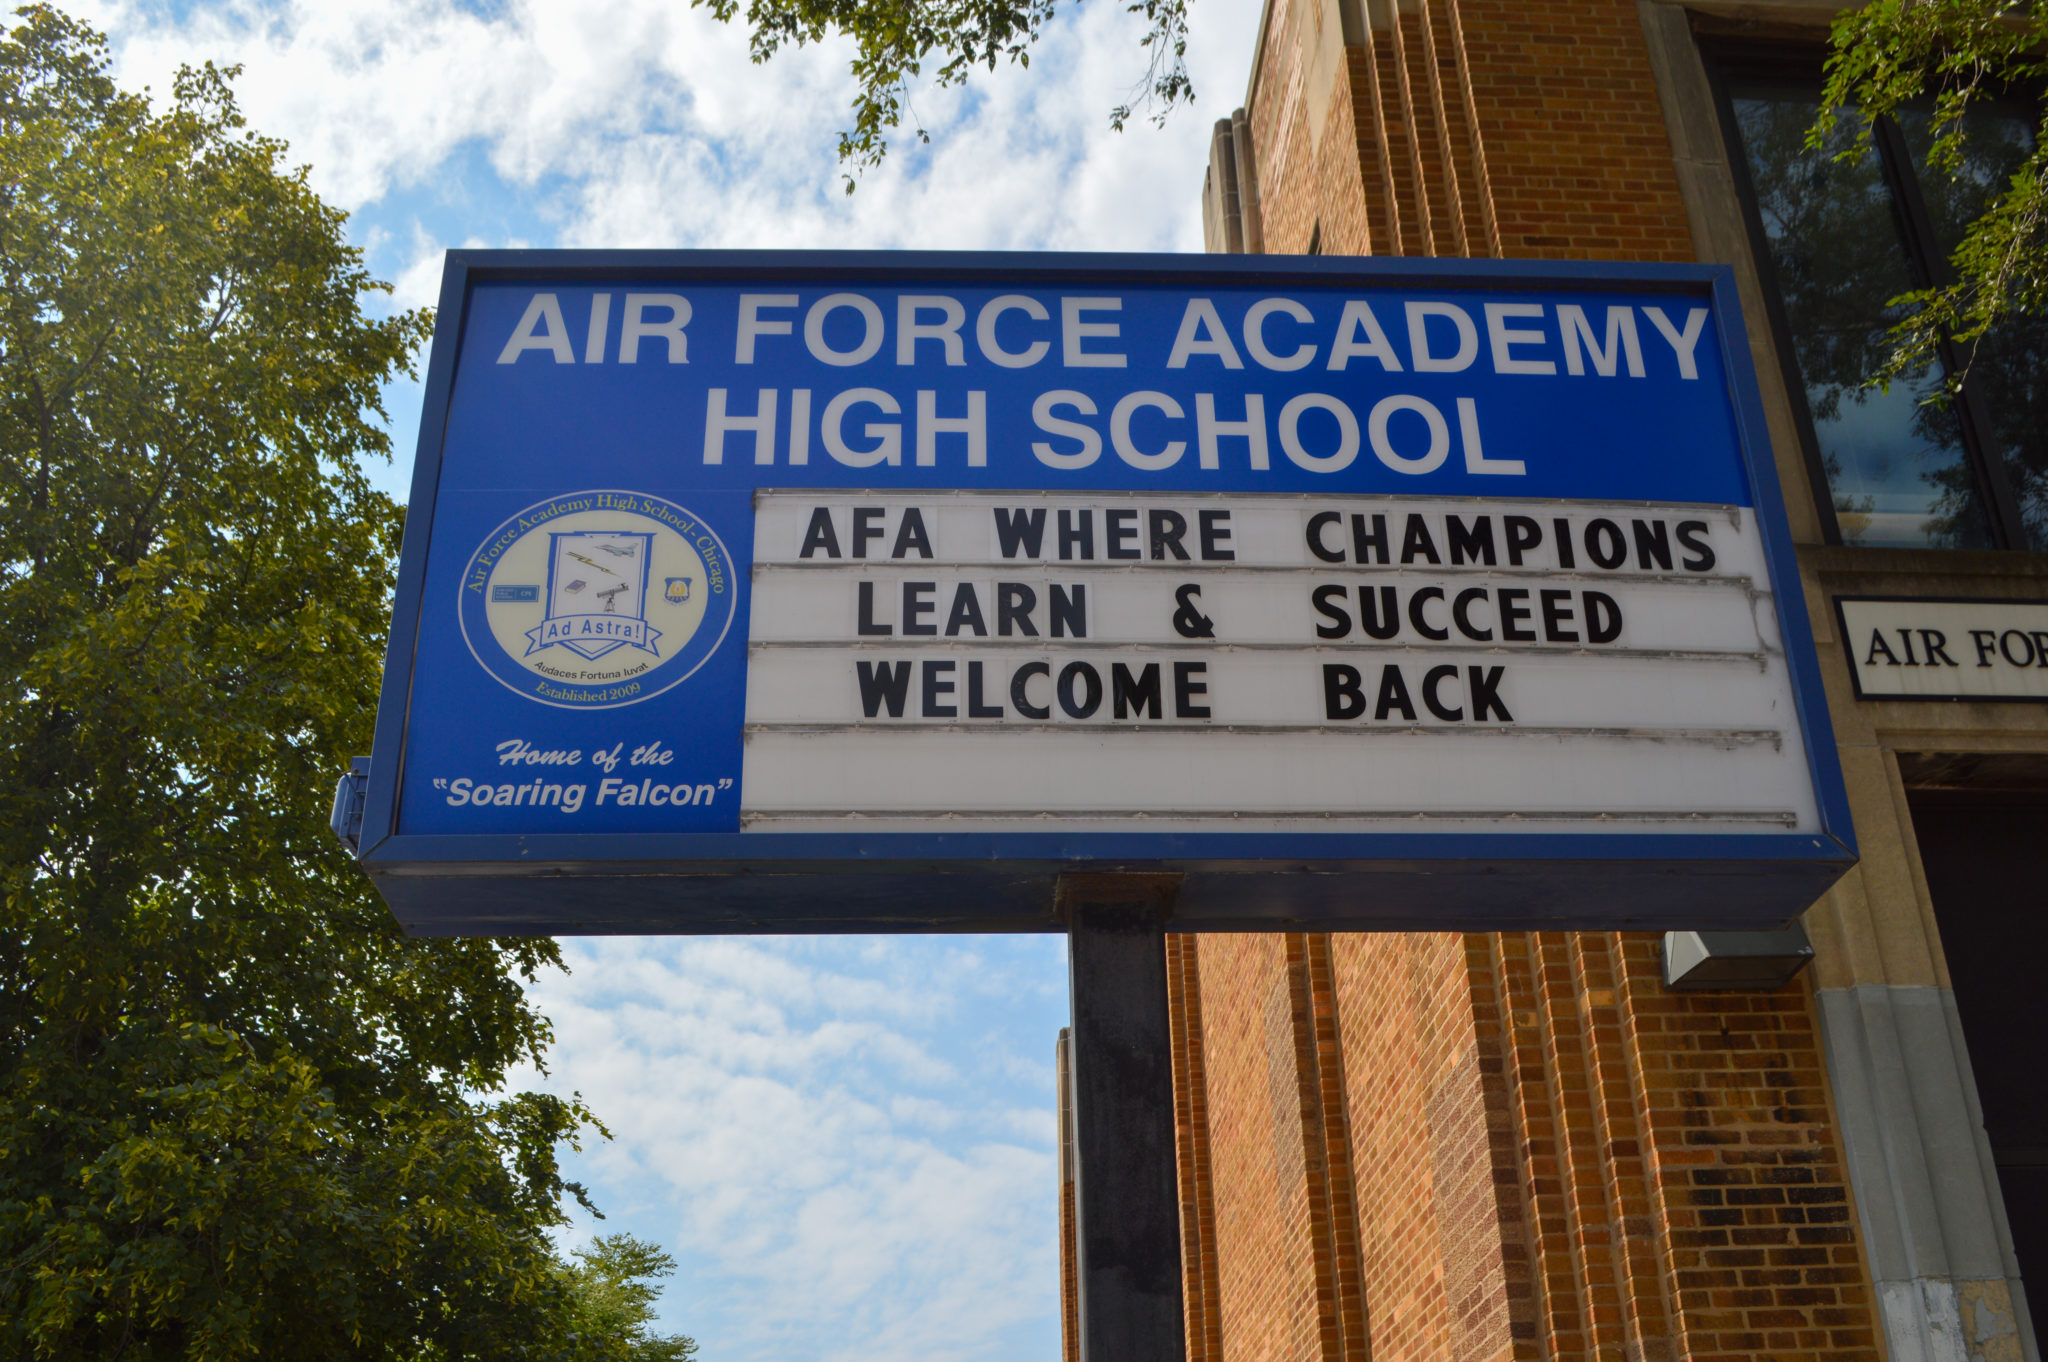 AIR FORCE ACADEMY
HIGH SCHOOL
AFA WHERE CHAMPIONS
LEARN & SUCCEED
WELCOME BACK
Air Force Academy High School - Chicago
CPS
Ad Astra!
Audaces Fortuna Iuvat
Established 2009
Home of the
"Soaring Falcon"
AIR FOR